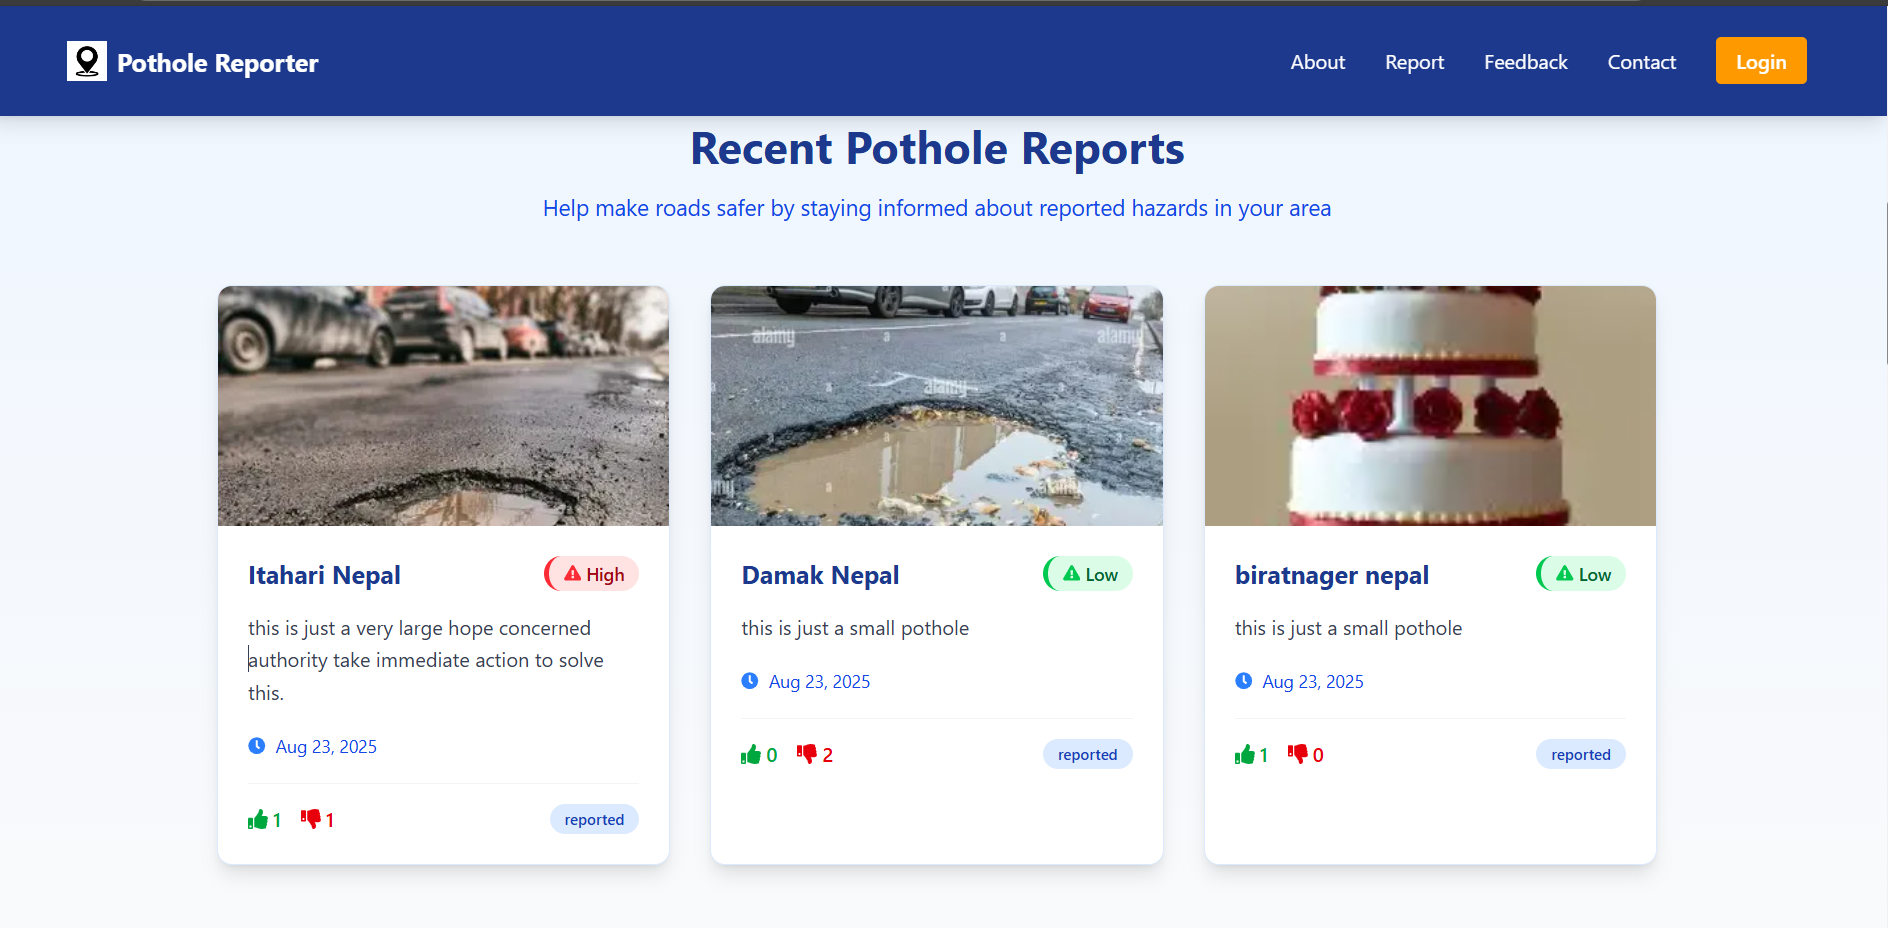 Pothole Reporter
About Report Feedback Contact Login
Recent Pothole Reports
Help make roads safer by staying informed about reported hazards in your area
alamy a a alamy
a a alamy a
a a
my a
a
Itahari Nepal High
this is just a very large hope concerned
authority take immediate action to solve
this.
Aug 23, 2025
1 1 reported
Damak Nepal Low
this is just a small pothole
Aug 23, 2025
0 2 reported
biratnager nepal Low
this is just a small pothole
Aug 23, 2025
1 0 reported